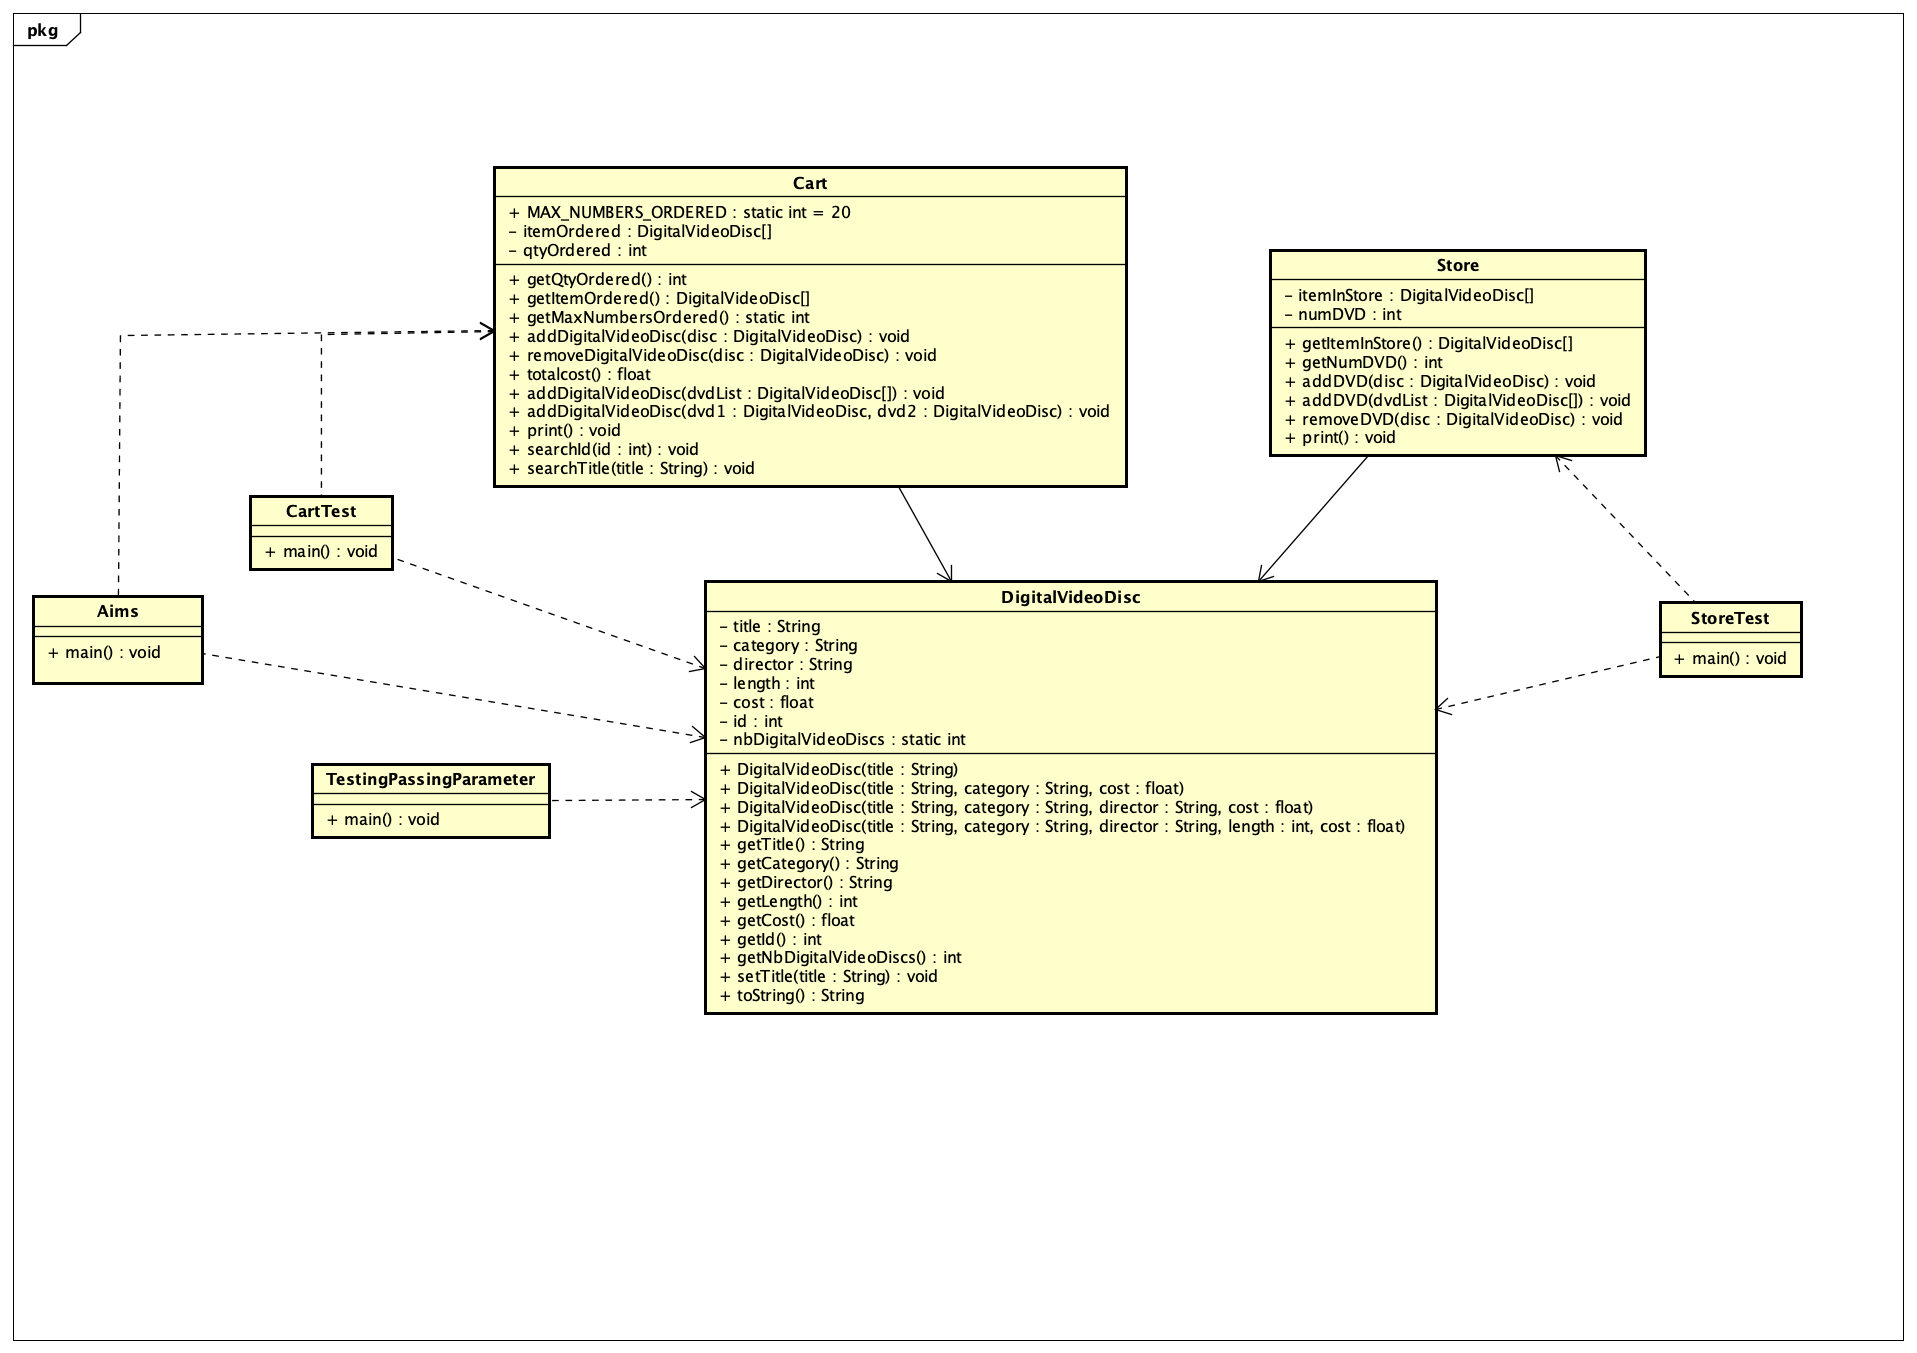 pkg
Cart
+ MAX_NUMBERS_ORDERED : static int = 20
- itemOrdered : DigitalVideoDisc[]
- qtyOrdered : int
+ getQtyOrdered() : int
+ getItemOrdered() : DigitalVideoDisc[]
+ getMaxNumbersOrdered() : static int
+ addDigitalVideoDisc(disc : DigitalVideoDisc) : void
+ removeDigitalVideoDisc(disc : DigitalVideoDisc) : void
+ totalcost() : float
+ addDigitalVideoDisc(dvdList : DigitalVideoDisc[]) : void
+ addDigitalVideoDisc(dvd1 : DigitalVideoDisc, dvd2 : DigitalVideoDisc) : void
+ print() : void
+ searchId(id : int) : void
+ searchTitle(title : String) : void
Store
- itemInStore : DigitalVideoDisc[]
- numDVD : int
+ getItemInStore() : DigitalVideoDisc[]
+ getNumDVD() : int
+ addDVD(disc : DigitalVideoDisc) : void
+ addDVD(dvdList : DigitalVideoDisc[]) : void
+ removeDVD(disc : DigitalVideoDisc) : void
+ print() : void
CartTest
+ main() : void
Aims
+ main() : void
DigitalVideoDisc
- title : String
- category : String
- director : String
- length : int
- cost : float
- id : int
- nbDigitalVideoDiscs : static int
+ DigitalVideoDisc(title : String)
+ DigitalVideoDisc(title : String, category : String, cost : float)
+ DigitalVideoDisc(title : String, category : String, director : String, cost : float)
+ DigitalVideoDisc(title : String, category : String, director : String, length : int, cost : float)
+ getTitle() : String
+ getCategory() : String
+ getDirector() : String
+ getLength() : int
+ getCost() : float
+ getId() : int
+ getNbDigitalVideoDiscs() : int
+ setTitle(title : String) : void
+ toString() : String
StoreTest
+ main() : void
TestingPassingParameter
+ main() : void